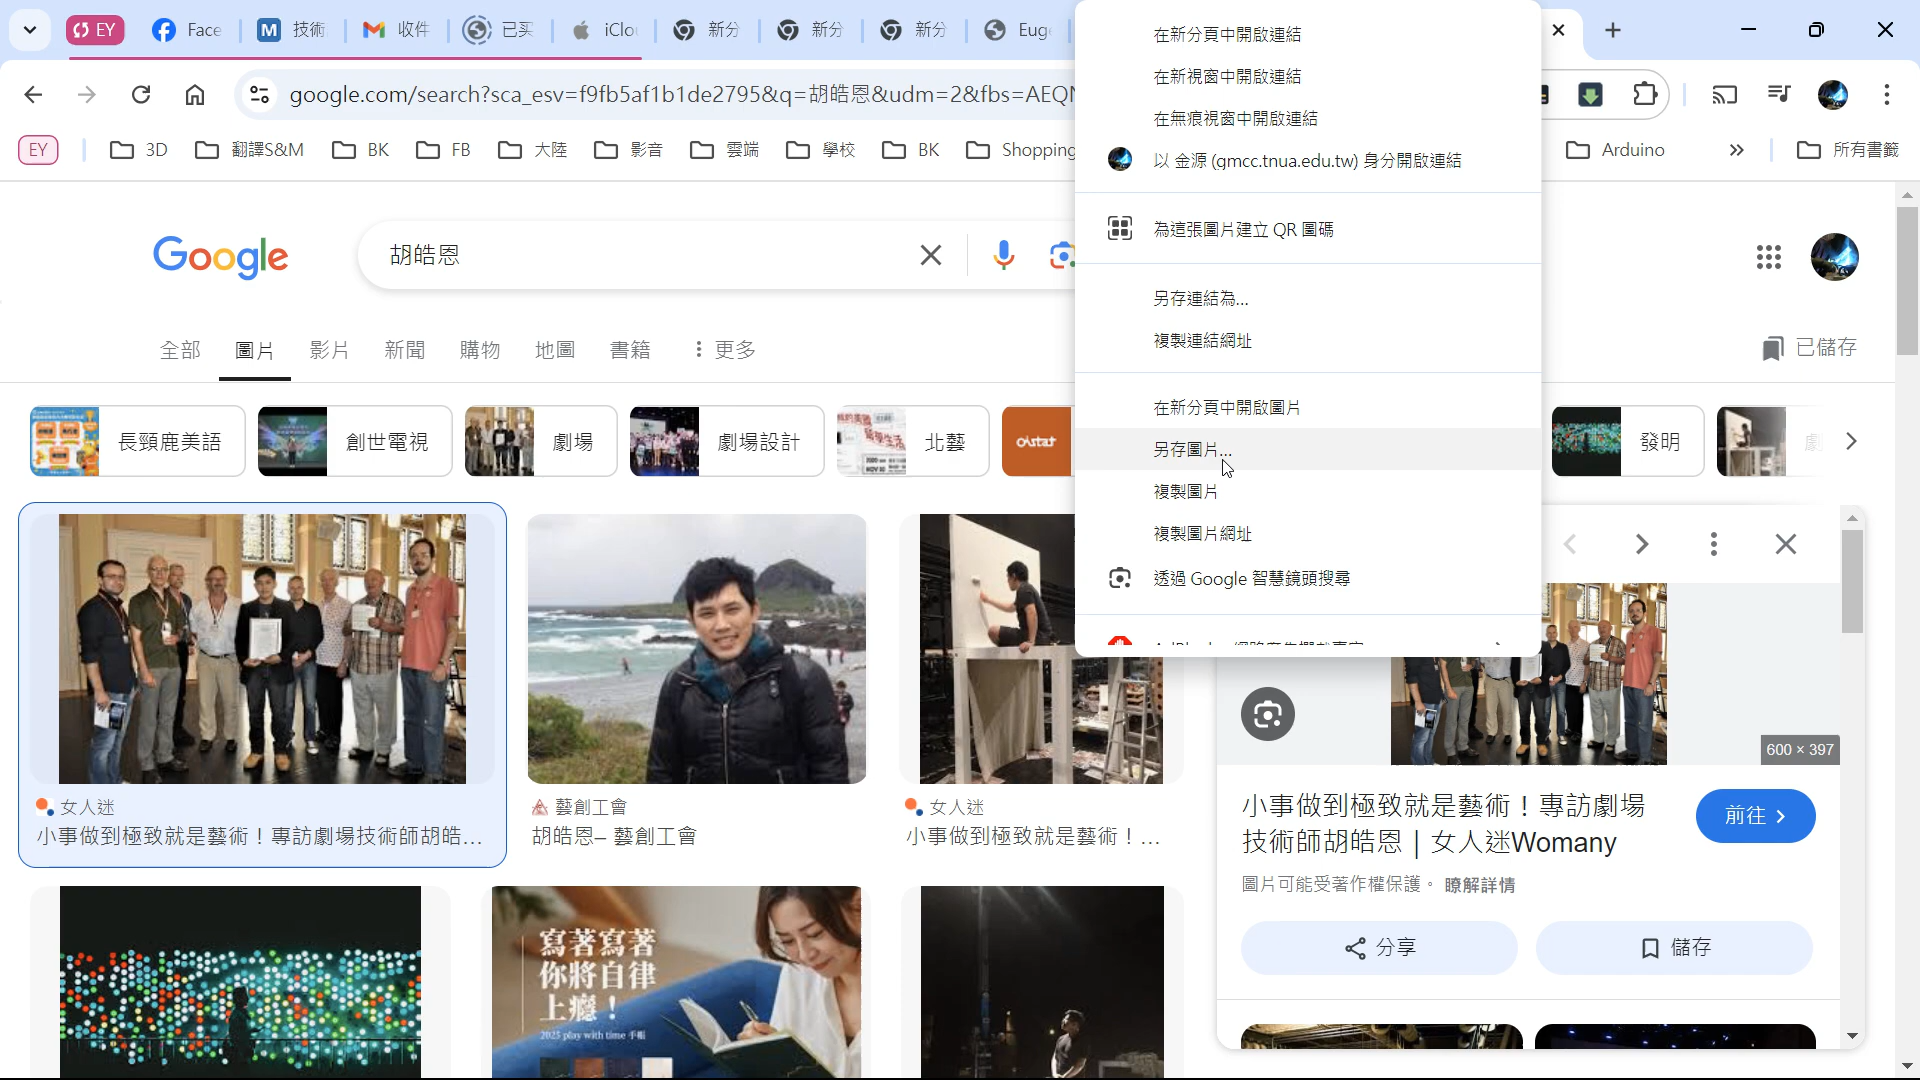 EY
Face
技術
收件
已买
iClou
新分
新分
新分
Euge
google.com/search?sca_esv=f9fb5af1b1de2795&q=胡皓恩&udm=2&fbs=AEQN
EY
3D
翻譯S&M
BK
FB
大陸
影音
雲端
學校
BK
Shopping
Arduino
所有書籤
在新分頁中開啟連結
在新視窗中開啟連結
在無痕視窗中開啟連結
以 金源 (gmcc.tnua.edu.tw) 身分開啟連結
為這張圖片建立 QR 圖碼
另存連結為...
複製連結網址
在新分頁中開啟圖片
另存圖片...
複製圖片
複製圖片網址
透過 Google 智慧鏡頭搜尋
Google
胡皓恩
全部
圖片
影片
新聞
購物
地圖
書籍
更多
已儲存
長頸鹿美語
創世電視
劇場
劇場設計
北藝
oistat
發明
劇
女人迷
小事做到極致就是藝術！專訪劇場技術師胡皓...
藝創工會
胡皓恩– 藝創工會
女人迷
小事做到極致就是藝術！...
寫著寫著
你將自律
上癮！
2025 play with time 手帳
600 × 397
小事做到極致就是藝術！專訪劇場
技術師胡皓恩｜女人迷Womany
前往
圖片可能受著作權保護。 瞭解詳情
分享
儲存